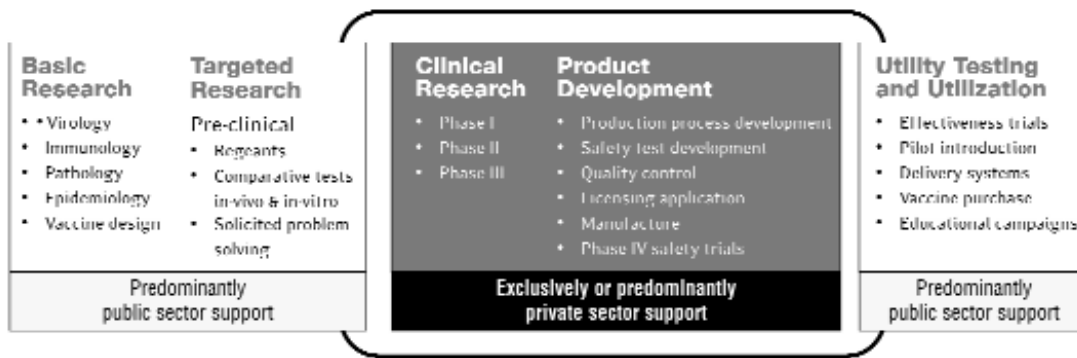 Basic
Research
• • Virology
• Immunology
• Pathology
• Epidemiology
• Vaccine design
Targeted
Research
Pre-clinical
• Regeants
• Comparative tests
in-vivo & in-vitro
• Solicited problem
solving
Predominantly
public sector support
Clinical
Research
• Phase I
• Phase II
• Phase III
Product
Development
• Production process development
• Safety test development
• Quality control
• Licensing application
• Manufacture
• Phase IV safety trials
Exclusively or predominantly
private sector support
Utility Testing
and Utilization
• Effectiveness trials
• Pilot introduction
• Delivery systems
• Vaccine purchase
• Educational campaigns
Predominantly
public sector support